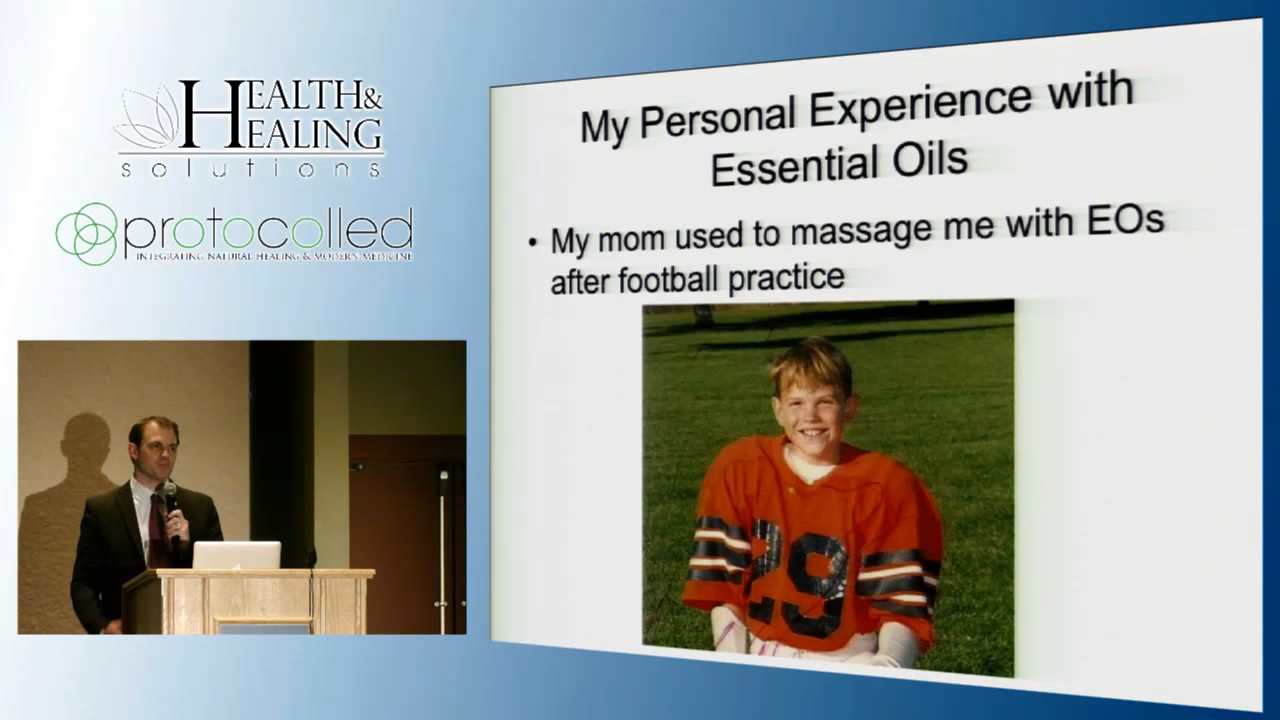 HEALTH&
HEALING
solutions
protocolled
INTEGRATING NATURAL HEALING & MODERN MEDICINE
My Personal Experience with
Essential Oils
• My mom used to massage me with EOs
after football practice
29